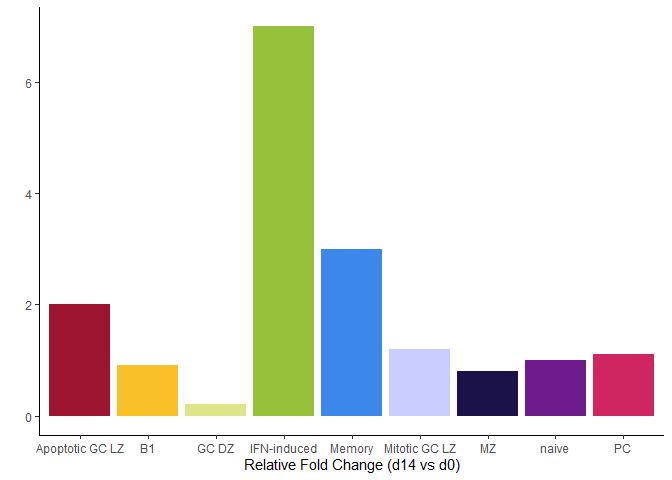 6
4
2
0
Apoptotic GC LZ B1 GC DZ IFN-induced Memory Mitotic GC LZ MZ naive PC
Relative Fold Change (d14 vs d0)